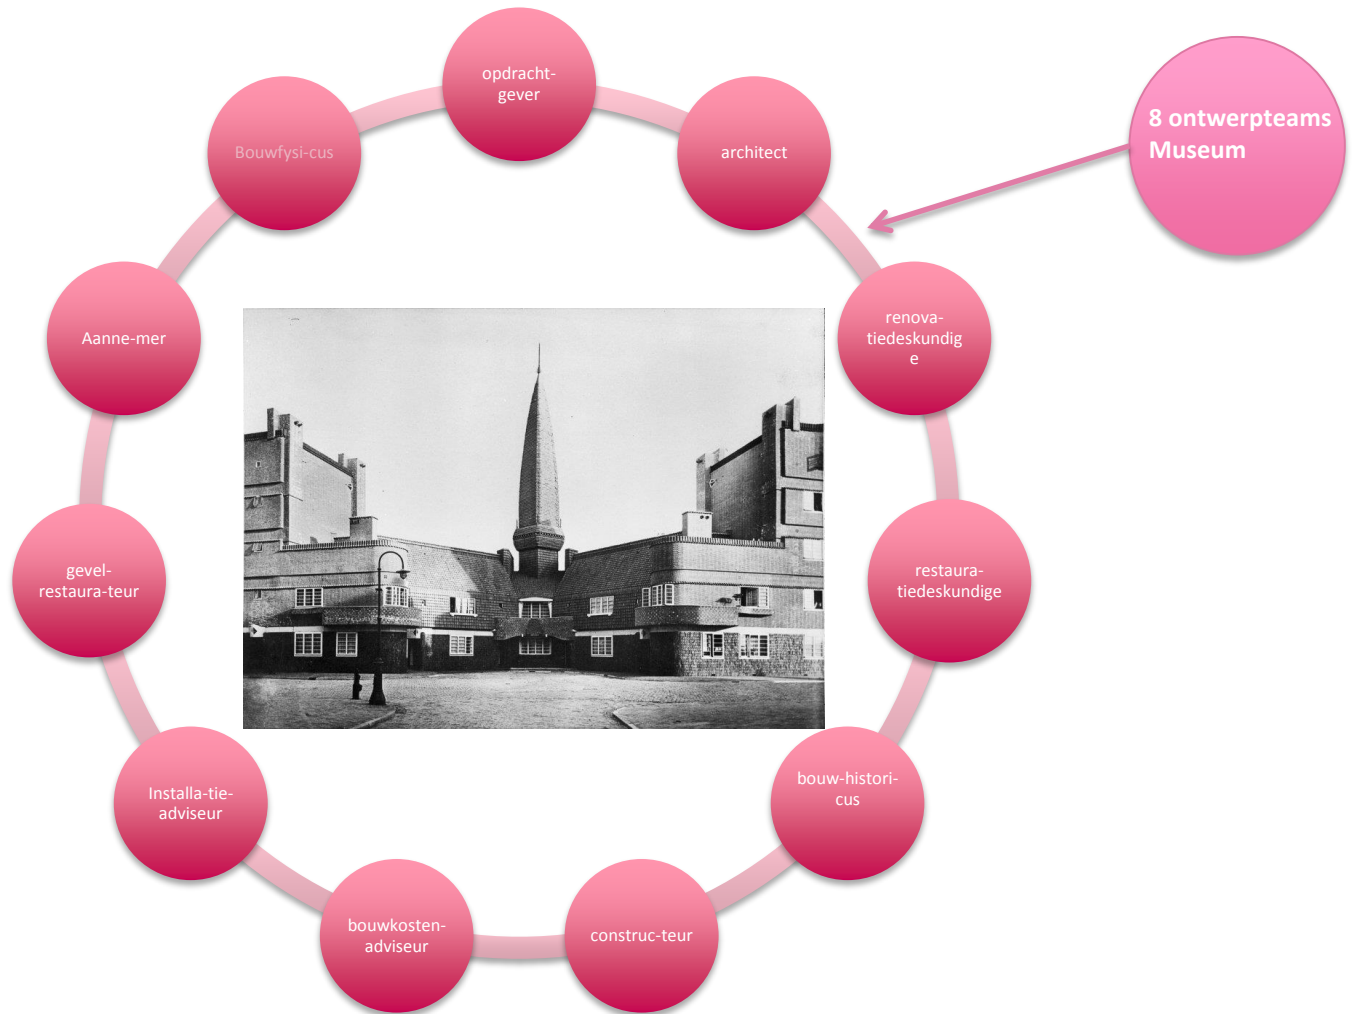 opdracht-
gever
architect
8 ontwerpteams
Museum
renova-
tiedeskundig
e
restaura-
tiedeskundige
bouw-histori-
cus
construc-teur
bouwkosten-
adviseur
Installa-tie-
adviseur
gevel-
restaura-teur
Aanne-mer
Bouwfysi-cus